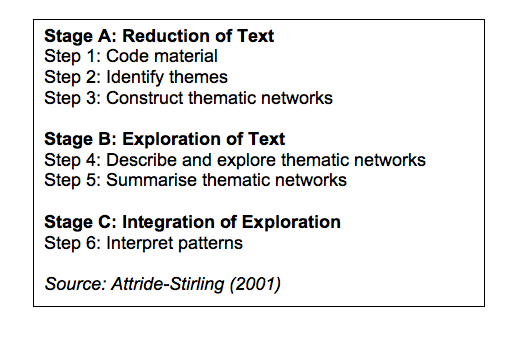 Stage A: Reduction of Text
Step 1: Code material
Step 2: Identify themes
Step 3: Construct thematic networks
Stage B: Exploration of Text
Step 4: Describe and explore thematic networks
Step 5: Summarise thematic networks
Stage C: Integration of Exploration
Step 6: Interpret patterns
Source: Attride-Stirling (2001)